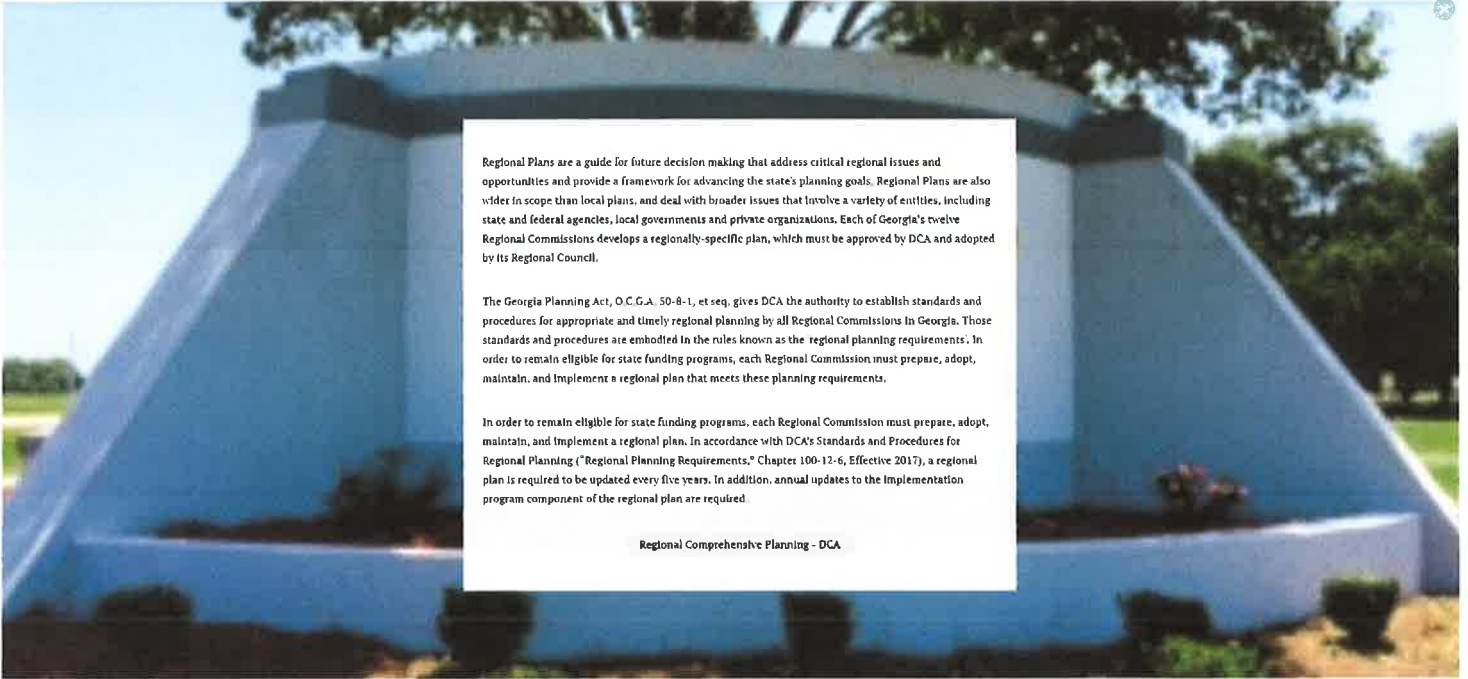 Regional Plans are a guide for future decision making that address critical regional issues and
opportunities and provide a framework for advancing the state's planning goals. Regional Plans are also
wider in scope than local plans, and deal with broader issues that involve a variety of entities, including
state and federal agencies, local governments and private organizations. Each of Georgia's twelve
Regional Commissions develops a regionally-specific plan, which must be approved by DCA and adopted
by its Regional Council.
The Georgia Planning Act, O.C.G.A. 50-8-1, et seq, gives DCA the authority to establish standards and
procedures for appropriate and timely regional planning by all Regional Commissions in Georgia. Those
standards and procedures are embodied in the rules known as the 'regional planning requirements'. In
order to remain eligible for state funding programs, each Regional Commission must prepare, adopt,
maintain, and implement a regional plan that meets these planning requirements.
In order to remain eligible for state funding programs, each Regional Commission must prepare, adopt,
maintain, and implement a regional plan. In accordance with DCA's Standards and Procedures for
Regional Planning ("Regional Planning Requirements," Chapter 100-12-6, Effective 2017), a regional
plan is required to be updated every five years. In addition, annual updates to the implementation
program component of the regional plan are required.
Regional Comprehensive Planning - DCA